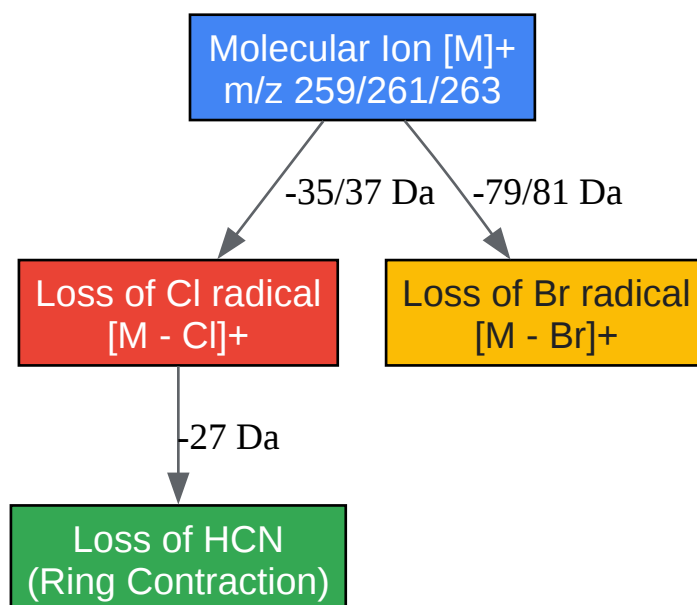 Molecular Ion [M]+
m/z 259/261/263
-35/37 Da
-79/81 Da
Loss of Cl radical
[M - Cl]+
Loss of Br radical
[M - Br]+
-27 Da
Loss of HCN
(Ring Contraction)